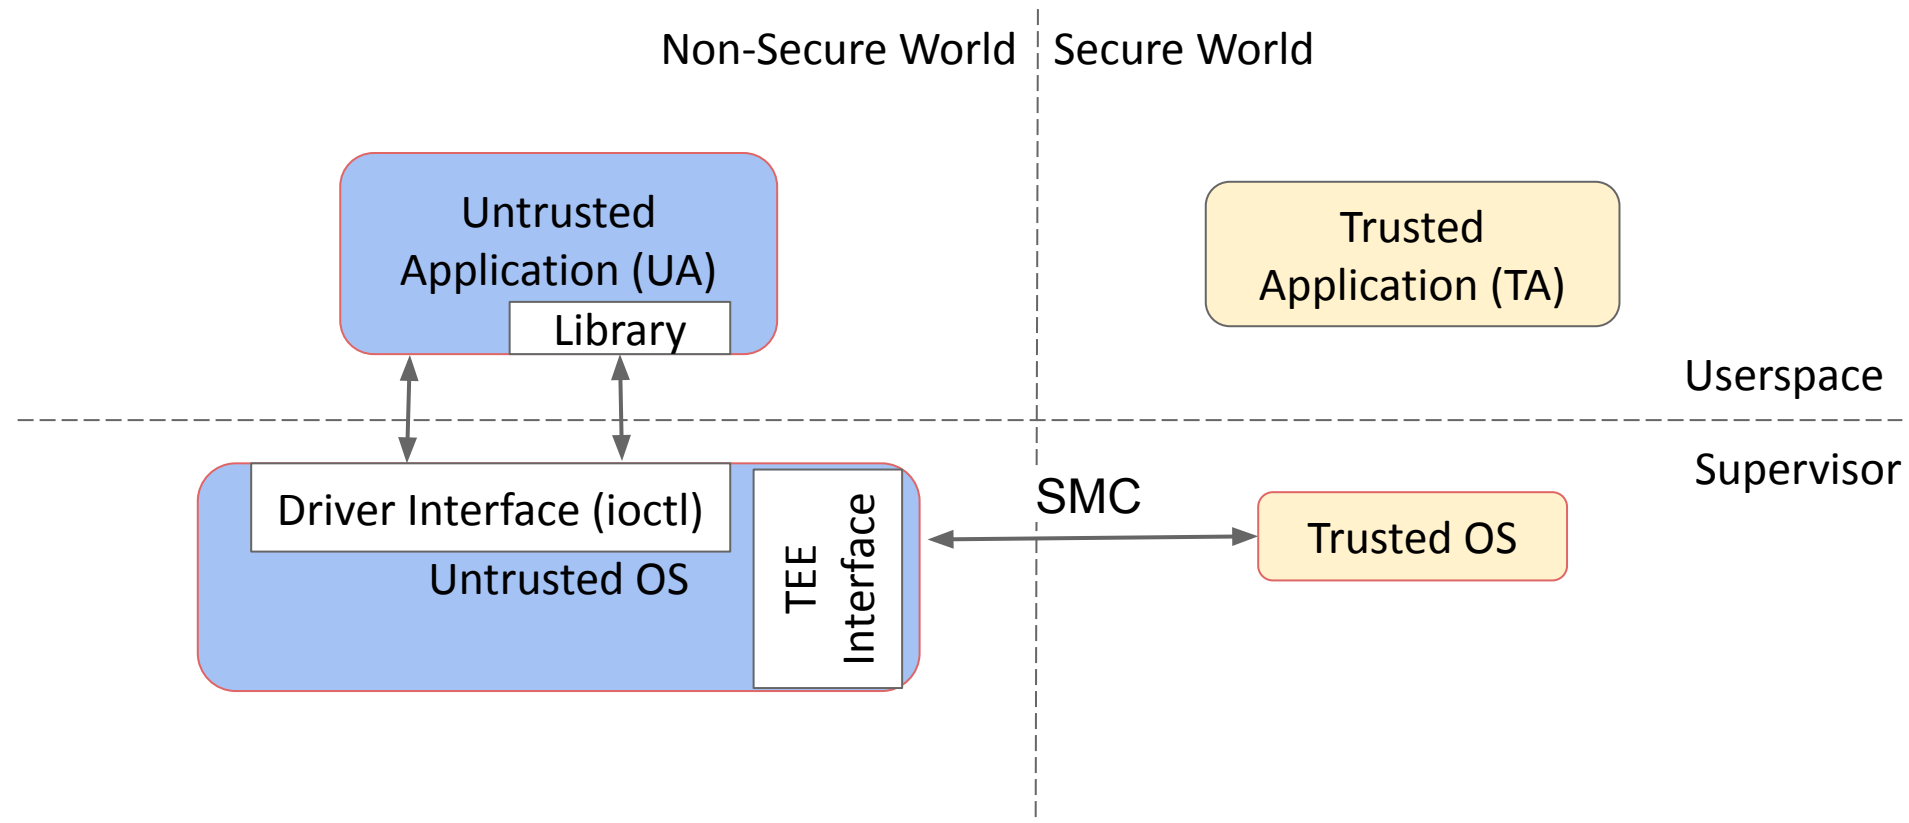 Non-Secure World
Secure World
Untrusted
Application (UA)
Library
Trusted
Application (TA)
Userspace
Supervisor
Driver Interface (ioctl)
Untrusted OS
TEE
Interface
SMC
Trusted OS